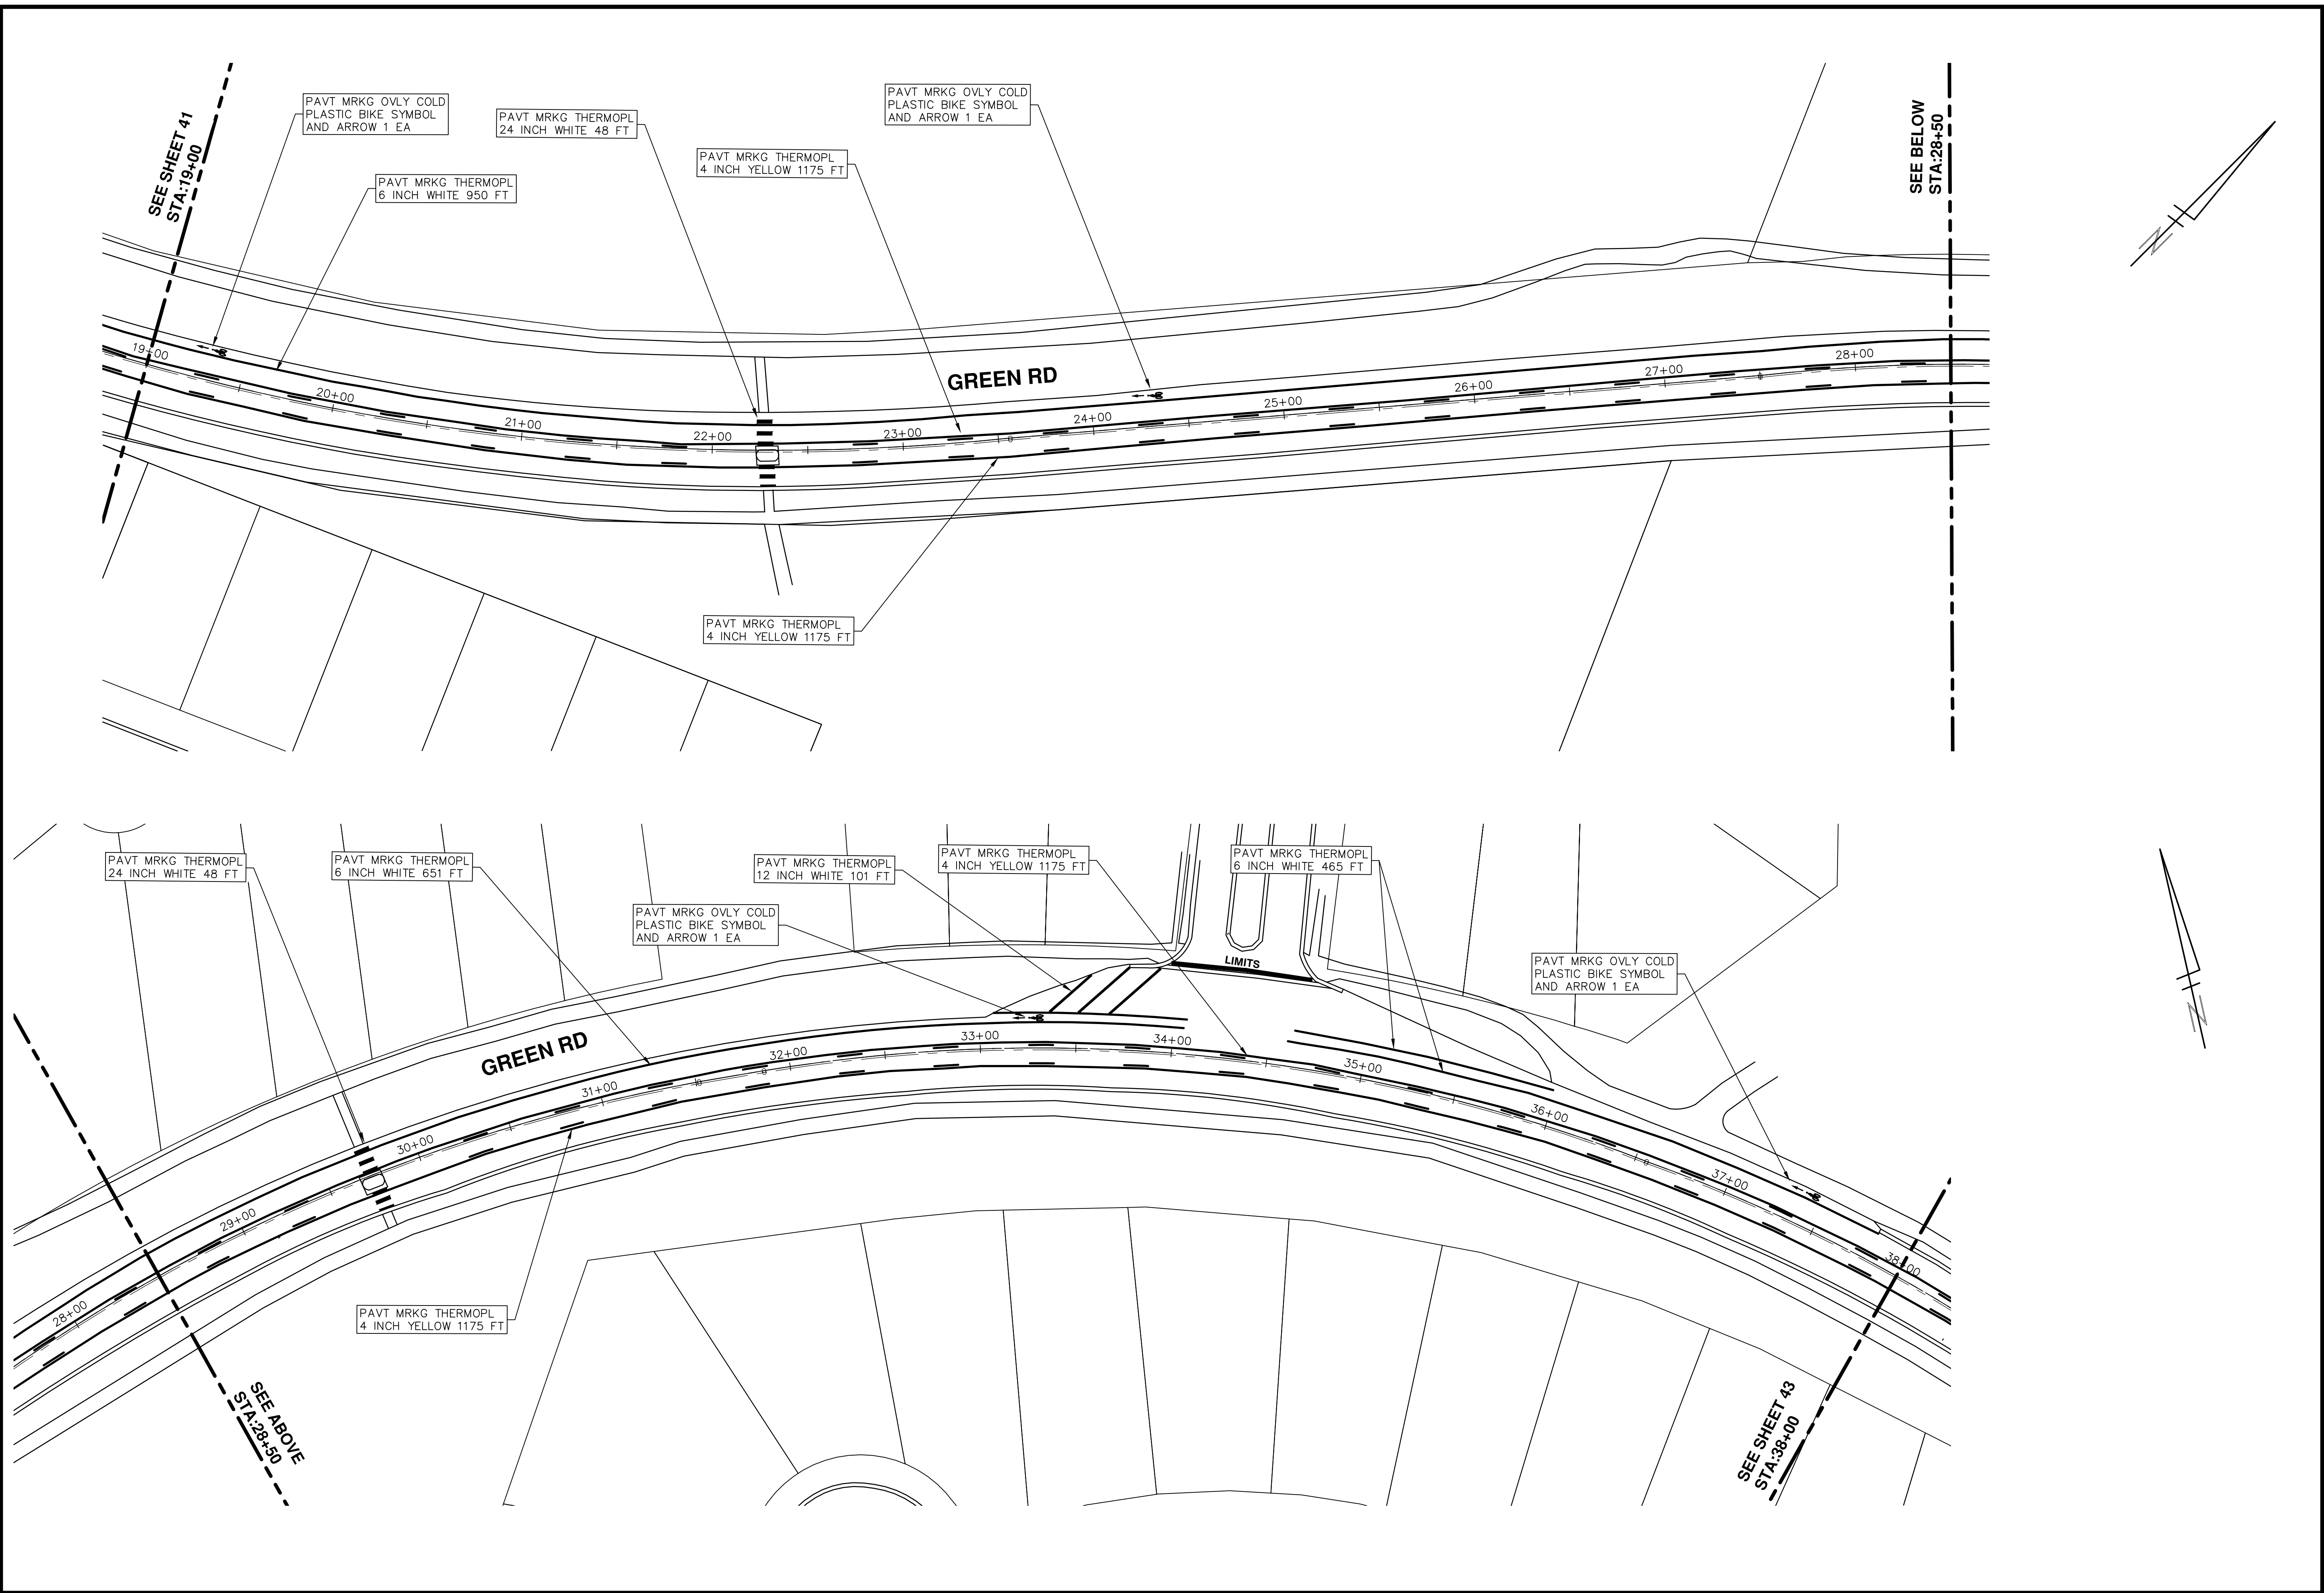 SEE SHEET 41
STA:19+00
PAVT MRKG OVLY COLD
PLASTIC BIKE SYMBOL
AND ARROW 1 EA
PAVT MRKG THERMOPL
6 INCH WHITE 950 FT
PAVT MRKG THERMOPL
24 INCH WHITE 48 FT
PAVT MRKG THERMOPL
4 INCH YELLOW 1175 FT
PAVT MRKG OVLY COLD
PLASTIC BIKE SYMBOL
AND ARROW 1 EA
SEE BELOW
STA:28+50
N
GREEN RD
19+00
20+00
21+00
22+00
23+00
24+00
25+00
26+00
27+00
28+00
PAVT MRKG THERMOPL
4 INCH YELLOW 1175 FT
PAVT MRKG THERMOPL
24 INCH WHITE 48 FT
PAVT MRKG THERMOPL
6 INCH WHITE 651 FT
PAVT MRKG THERMOPL
12 INCH WHITE 101 FT
PAVT MRKG THERMOPL
4 INCH YELLOW 1175 FT
PAVT MRKG THERMOPL
6 INCH WHITE 465 FT
PAVT MRKG OVLY COLD
PLASTIC BIKE SYMBOL
AND ARROW 1 EA
LIMITS
PAVT MRKG OVLY COLD
PLASTIC BIKE SYMBOL
AND ARROW 1 EA
N
GREEN RD
28+00
29+00
30+00
31+00
32+00
33+00
34+00
35+00
36+00
37+00
38+00
PAVT MRKG THERMOPL
4 INCH YELLOW 1175 FT
SEE ABOVE
STA:28+50
SEE SHEET 43
STA:38+00